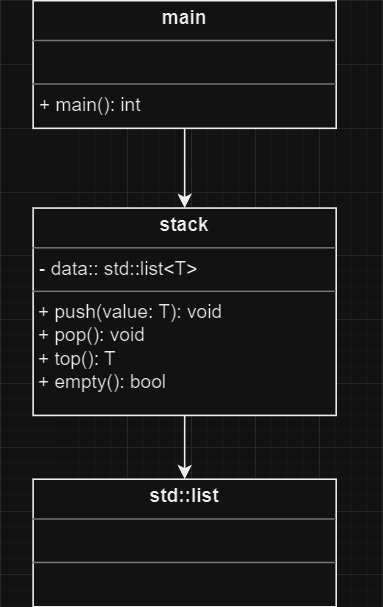 main
+ main(): int
stack
- data:: std::list<T>
+ push(value: T): void
+ pop(): void
+ top(): T
+ empty(): bool
std::list